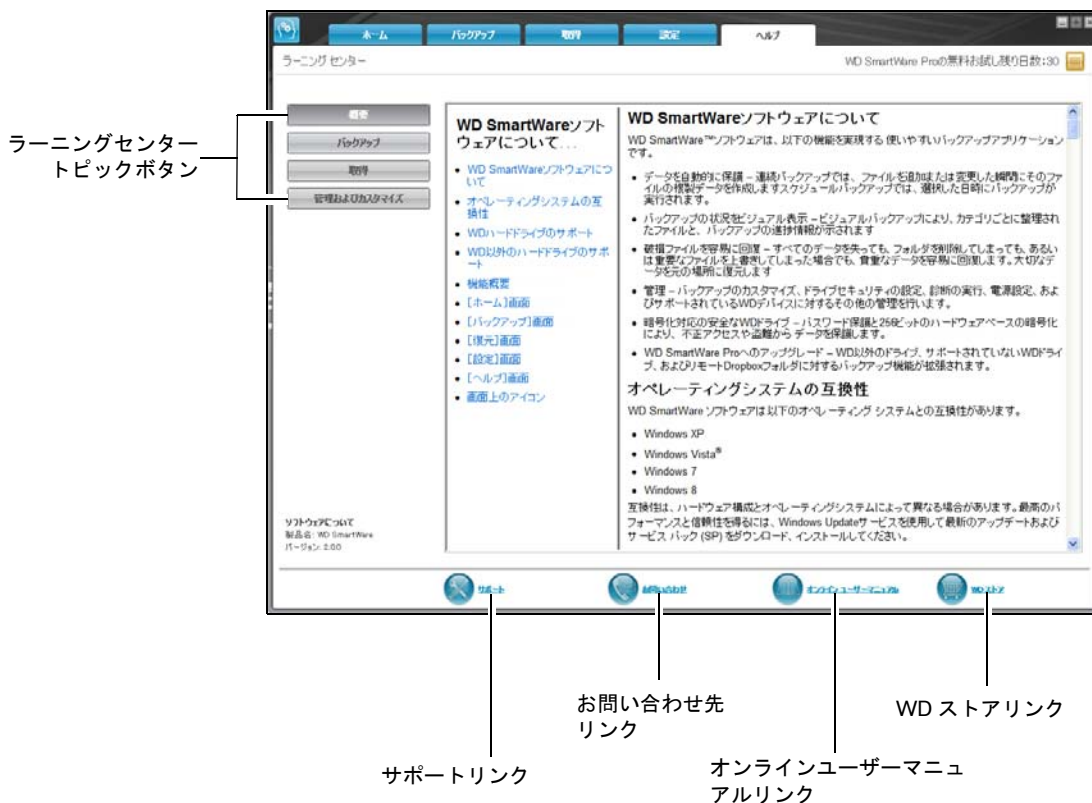 ホーム
バックアップ
取得
設定
ヘルプ
ラーニング センター
WD SmartWare Proの無料お試し残り日数:30
ラーニングセンター
トピックボタン
概要
バックアップ
取得
管理およびカスタマイズ
WD SmartWareソフト
ウェアについて...
• WD SmartWareソフトウェアにつ
いて
• オペレーティングシステムの互
換性
• WDハードドライブのサポート
• WD以外のハードドライブのサポ
ート
• 機能概要
• [ホーム]画面
• [バックアップ]画面
• [復元]画面
• [設定]画面
• [ヘルプ]画面
• 画面上のアイコン
WD SmartWareソフトウェアについて
WD SmartWare™ソフトウェアは、以下の機能を実現する 使いやすいバックアップアプリケーション
です。
• データを自動的に保護 – 連続バックアップでは、ファイルを追加または変更した瞬間にそのファ
イルの複製データを作成しますスケジュールバックアップでは、選択した日時にバックアップが
実行されます。
• バックアップの状況をビジュアル表示 – ビジュアルバックアップにより、カテゴリごとに整理され
たファイルと、バックアップの進捗情報が示されます
• 破損ファイルを容易に回復 – すべてのデータを失っても、フォルダを削除してしまっても、あるい
は重要なファイルを上書きしてしまった場合でも、貴重なデータを容易に回復します。大切なデ
ータを元の場所に復元します
• 管理 – バックアップのカスタマイズ、ドライブセキュリティの設定、診断の実行、電源設定、およ
びサポートされているWDデバイスに対するその他の管理を行います。
• 暗号化対応の安全なWDドライブ – パスワード保護と256ビットのハードウェアベースの暗号化
により、不正アクセスや盗難から データを保護します。
• WD SmartWare Proへのアップグレード – WD以外のドライブ、サポートされていないWDドライ
ブ、およびリモートDropboxフォルダに対するバックアップ機能が拡張されます。
オペレーティングシステムの互換性
WD SmartWare ソフトウェアは以下のオペレーティング システムとの互換性があります。
• Windows XP
• Windows Vista®
• Windows 7
• Windows 8
互換性は、ハードウェア構成とオペレーティングシステムによって異なる場合があります。最高のパ
フォーマンスと信頼性を得るには、Windows Updateサービスを使用して最新のアップデートおよび
サービス パック (SP) をダウンロード、インストールしてください。
ソフトウェアについて
製品名: WD SmartWare
バージョン: 2.0.0
サポート
お問い合わせ
オンライン ユーザーマニュアル
WD ストア
お問い合わせ先
リンク
WD ストアリンク
サポートリンク
オンラインユーザーマニュ
アルリンク